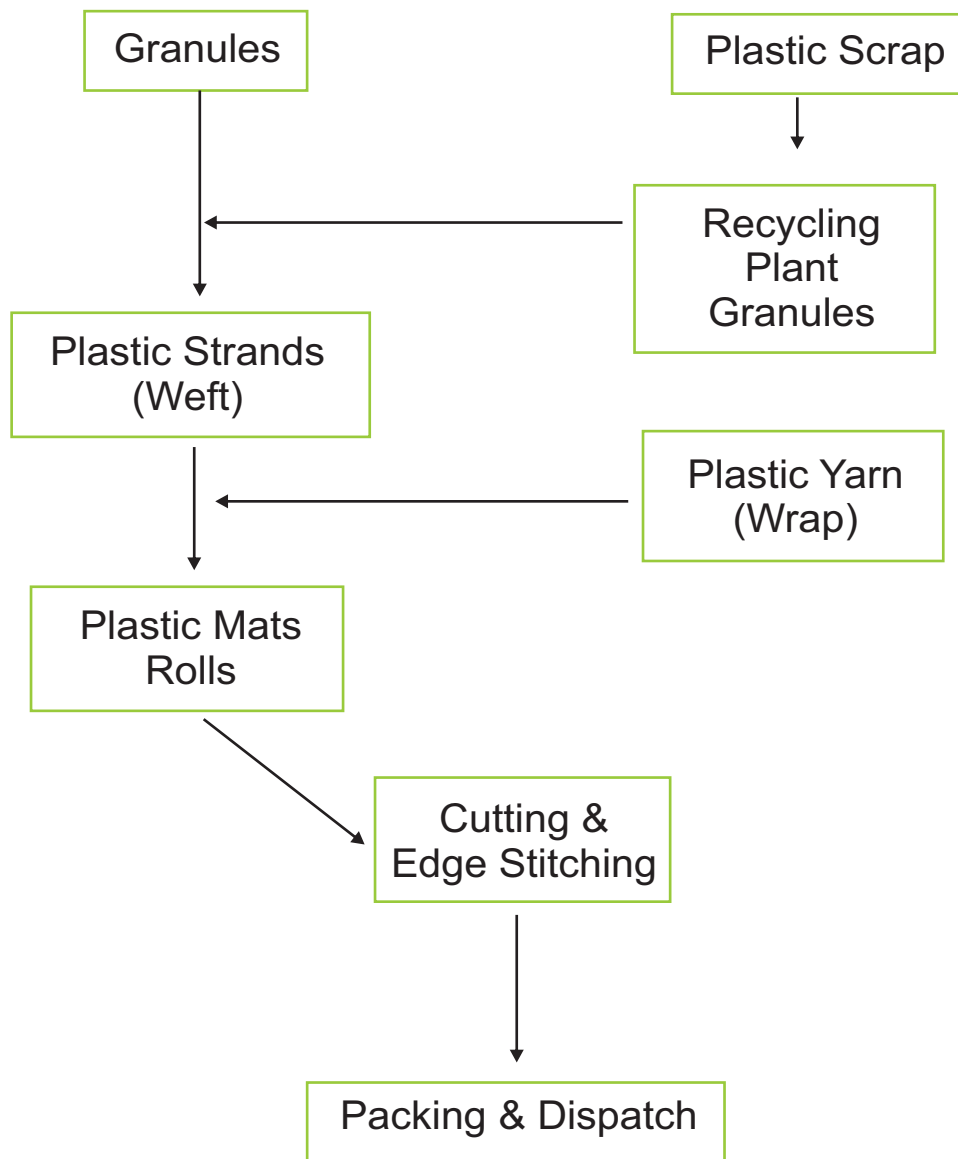 Granules
Plastic Scrap
Recycling
Plant
Granules
Plastic Strands
(Weft)
Plastic Yarn
(Wrap)
Plastic Mats
Rolls
Cutting &
Edge Stitching
Packing & Dispatch